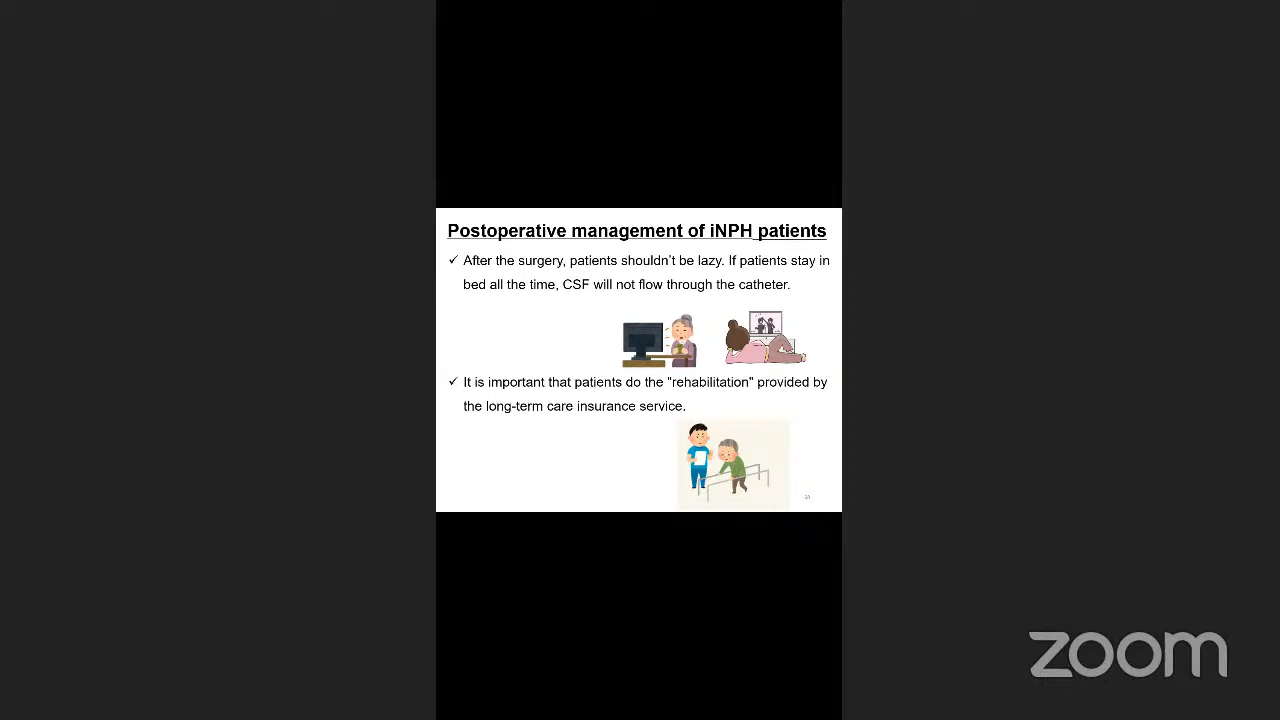 Postoperative management of iNPH patients
✓ After the surgery, patients shouldn't be lazy. If patients stay in
bed all the time, CSF will not flow through the catheter.
✓ It is important that patients do the "rehabilitation" provided by
the long-term care insurance service.
zoom